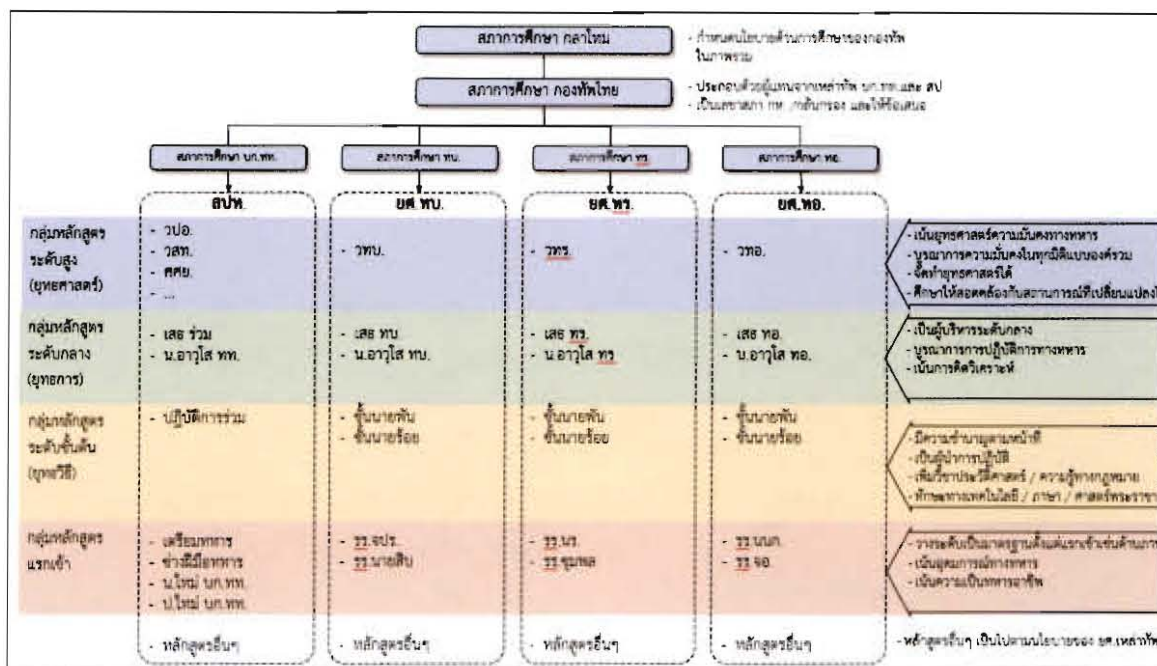 สภาการศึกษา กลาโหม
- กำหนดนโยบายด้านการศึกษาของกองทัพ
ในภาพรวม
สภาการศึกษา กองทัพไทย
- ประกอบด้วยผู้แทนจากเหล่าทัพ บก.ทท.และ สป
- เป็นเลขาสภา กห กลั่นกรอง และให้ข้อเสนอ
สภาการศึกษา บก.ทท.
สภาการศึกษา ทบ.
สภาการศึกษา ทร.
สภาการศึกษา ทอ.
สปท.
ยศ.ทบ.
ยศ.ทร.
ยศ.ทอ.
กลุ่มหลักสูตร
ระดับสูง
(ยุทธศาสตร์)
- วปอ.
- วสท.
- ศศย.
- ...
- วทบ.
- วทร.
- วทอ.
- เน้นยุทธศาสตร์ความมั่นคงทางทหาร
- บูรณาการความมั่นคงในทุกมิติแบบองค์รวม
- จัดทำยุทธศาสตร์ได้
- ศึกษาให้สอดคล้องกับสถานการณ์ที่เปลี่ยนแปลง
กลุ่มหลักสูตร
ระดับกลาง
(ยุทธการ)
- เสธ ร่วม
- น.อาวุโส ทท.
- เสธ ทบ
- น.อาวุโส ทบ.
- เสธ ทร.
- น.อาวุโส ทร
- เสธ ทอ.
- น.อาวุโส ทอ.
- เป็นผู้บริหารระดับกลาง
- บูรณาการการปฏิบัติการทางทหาร
- เน้นการคิดวิเคราะห์
กลุ่มหลักสูตร
ระดับชั้นต้น
(ยุทธวิธี)
- ปฏิบัติการร่วม
- ชั้นนายพัน
- ชั้นนายร้อย
- ชั้นนายพัน
- ชั้นนายร้อย
- ชั้นนายพัน
- ชั้นนายร้อย
- มีความชำนาญตามหน้าที่
- เป็นผู้นำการปฏิบัติ
- เพิ่มวิชาประวัติศาสตร์ / ความรู้ทางกฎหมาย
- ทักษะทางเทคโนโลยี / ภาษา / ศาสตร์พระราชา
กลุ่มหลักสูตร
แรกเข้า
- เตรียมทหาร
- ช่างฝีมือทหาร
- น.ใหม่ บก.ทท.
- ป.ใหม่ บก.ทท.
- รร.จปร.
- รร.นายสิบ
- รร.นร.
- รร.ชุมพล
- รร.นนก.
- รร.จอ.
- วางระดับเป็นมาตรฐานตั้งแต่แรกเข้าเช่นด้านภา
- เน้นอุดมการณ์ทางทหาร
- เน้นความเป็นทหารอาชีพ
- หลักสูตรอื่นๆ
- หลักสูตรอื่นๆ
- หลักสูตรอื่นๆ
- หลักสูตรอื่นๆ
- หลักสูตรอื่นๆ เป็นไปตามนโยบายของ ยศ.เหล่าทัพ